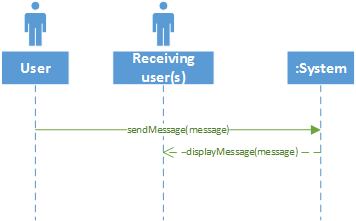 User
Receiving
user(s)
:System
sendMessage(message)
displayMessage(message)